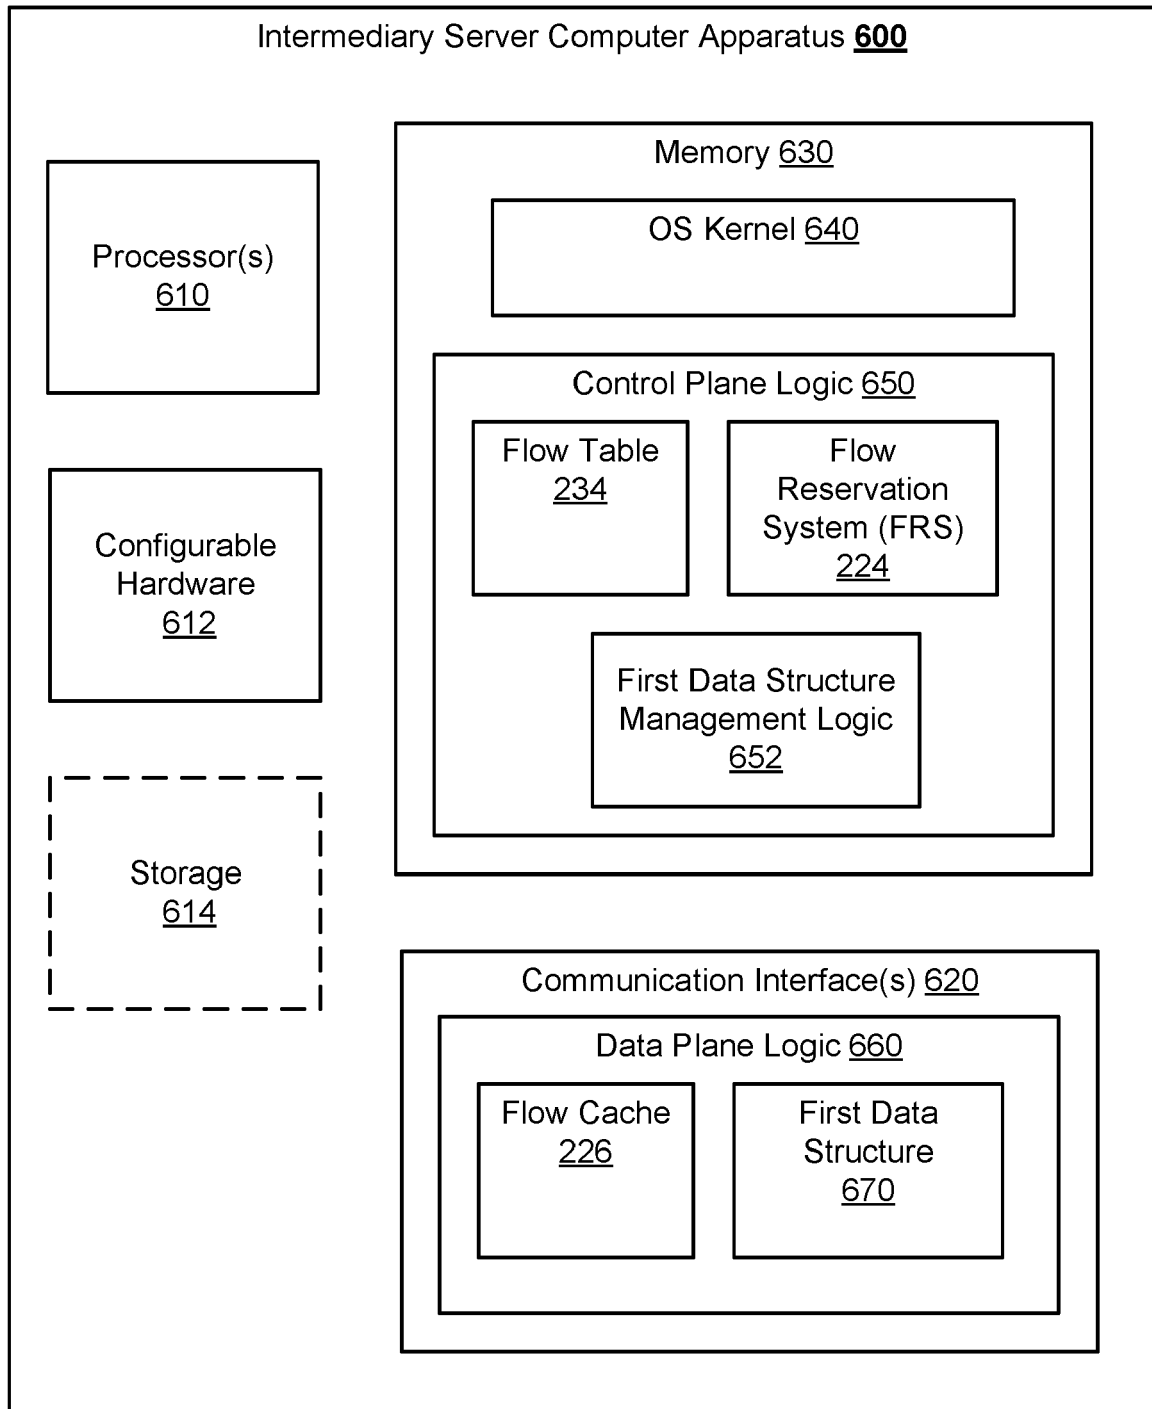 Intermediary Server Computer Apparatus 600
Processor(s)
610
Configurable
Hardware
612
Storage
614
Memory 630
OS Kernel 640
Control Plane Logic 650
Flow Table
234
Flow
Reservation
System (FRS)
224
First Data Structure
Management Logic
652
Communication Interface(s) 620
Data Plane Logic 660
Flow Cache
226
First Data
Structure
670